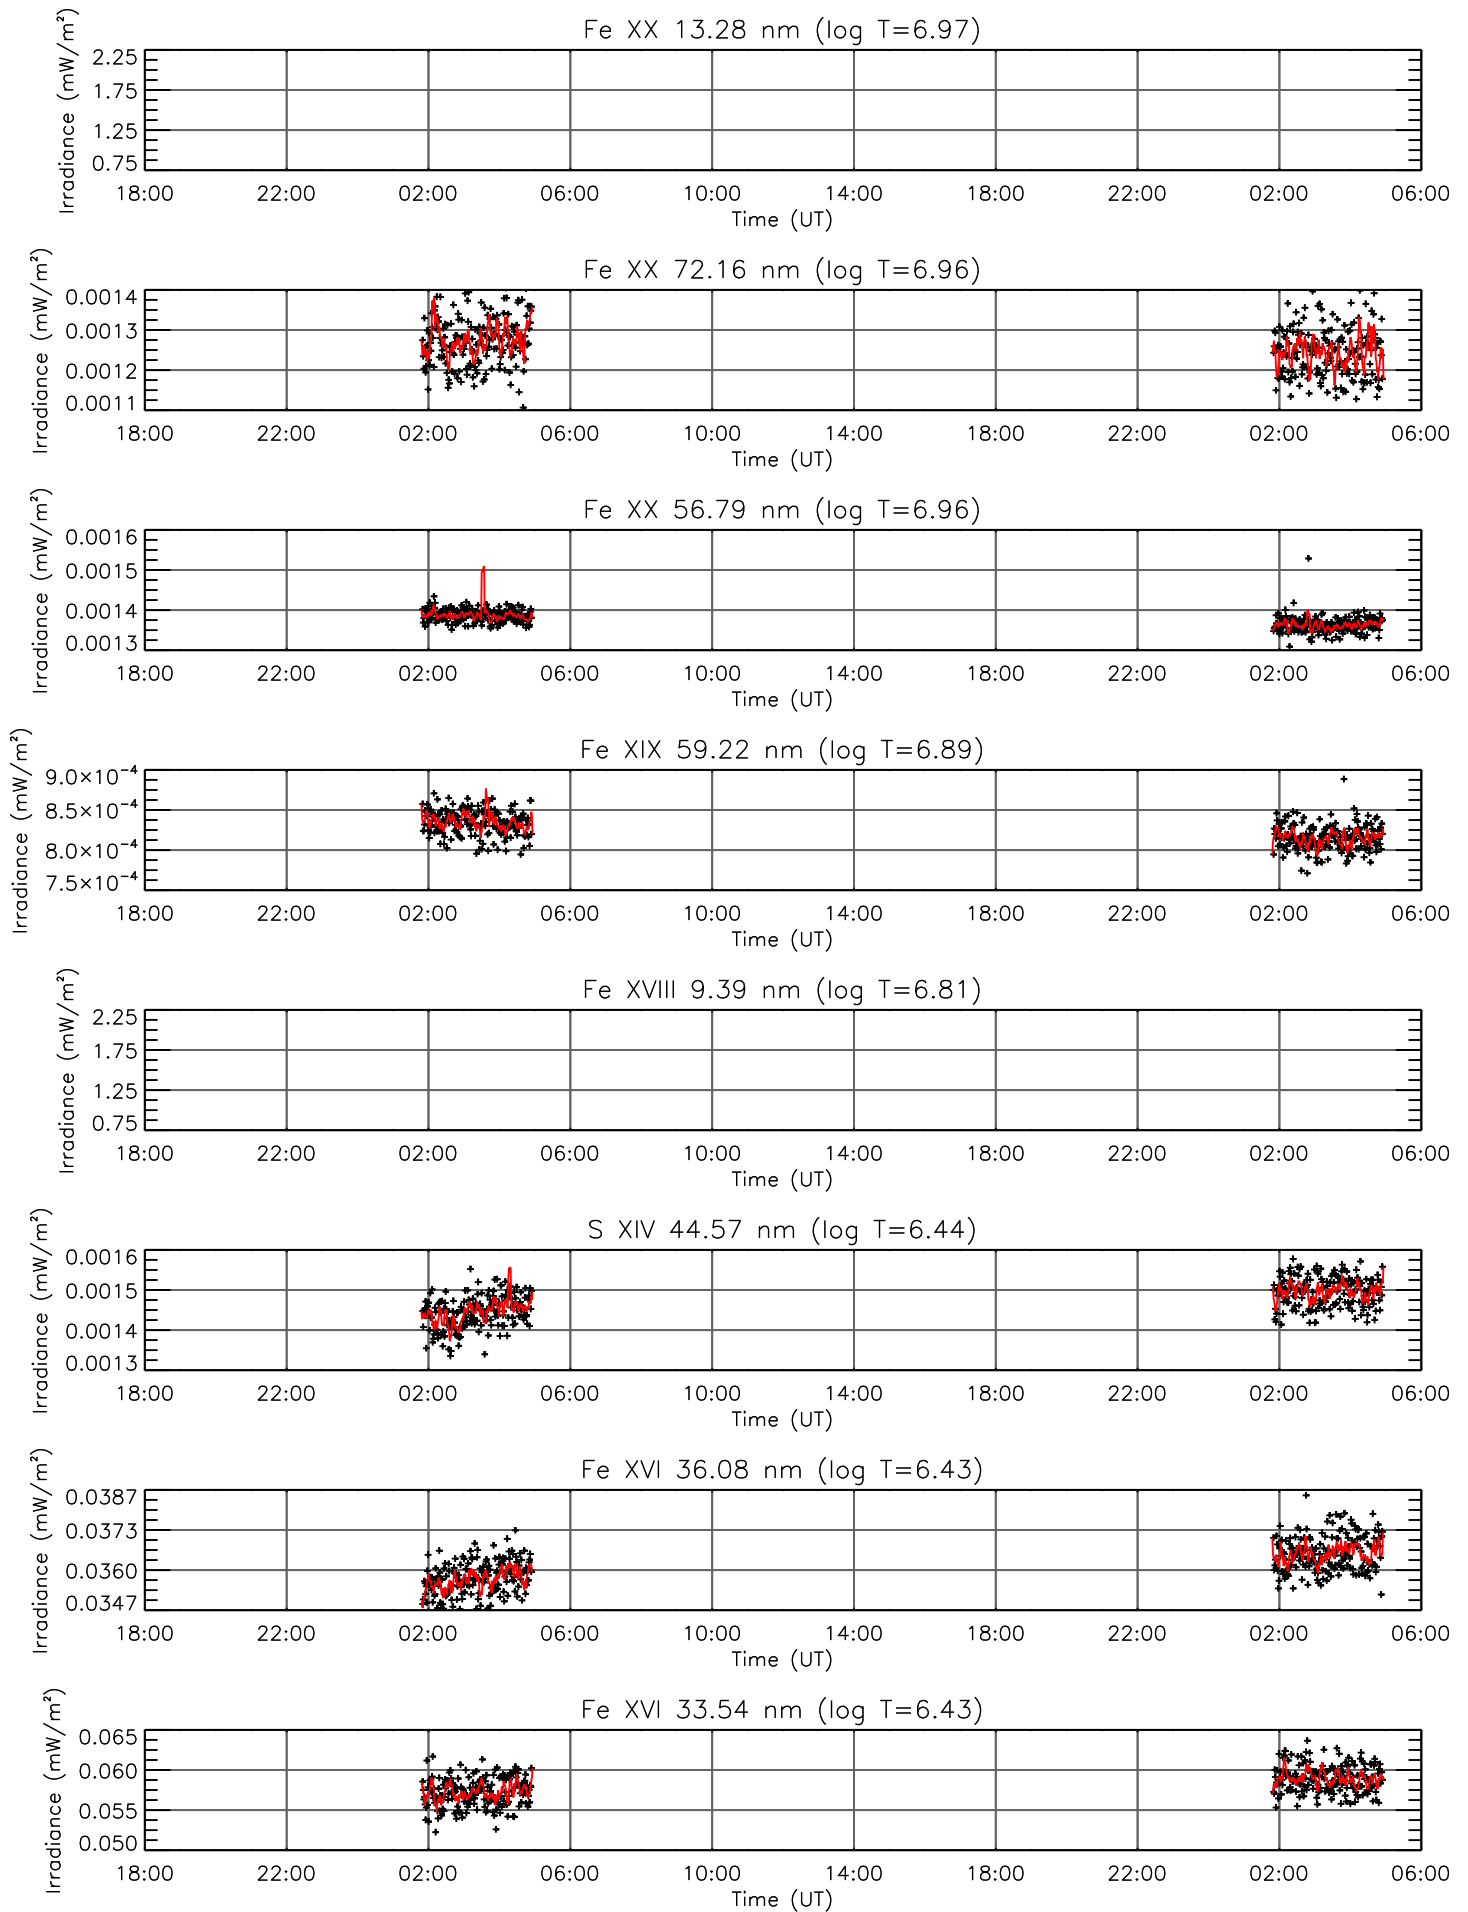 Fe XX 13.28 nm (log T=6.97)
Irradiance (mW/m²)
2.25
1.75
1.25
0.75
18:00 22:00 02:00 06:00 10:00 14:00 18:00 22:00 02:00 06:00
Time (UT)
Fe XX 72.16 nm (log T=6.96)
Irradiance (mW/m²)
0.0014
0.0013
0.0012
0.0011
18:00 22:00 02:00 06:00 10:00 14:00 18:00 22:00 02:00 06:00
Time (UT)
Fe XX 56.79 nm (log T=6.96)
Irradiance (mW/m²)
0.0016
0.0015
0.0014
0.0013
18:00 22:00 02:00 06:00 10:00 14:00 18:00 22:00 02:00 06:00
Time (UT)
Fe XIX 59.22 nm (log T=6.89)
Irradiance (mW/m²)
9.0×10⁻⁴
8.5×10⁻⁴
8.0×10⁻⁴
7.5×10⁻⁴
18:00 22:00 02:00 06:00 10:00 14:00 18:00 22:00 02:00 06:00
Time (UT)
Fe XVIII 9.39 nm (log T=6.81)
Irradiance (mW/m²)
2.25
1.75
1.25
0.75
18:00 22:00 02:00 06:00 10:00 14:00 18:00 22:00 02:00 06:00
Time (UT)
S XIV 44.57 nm (log T=6.44)
Irradiance (mW/m²)
0.0016
0.0015
0.0014
0.0013
18:00 22:00 02:00 06:00 10:00 14:00 18:00 22:00 02:00 06:00
Time (UT)
Fe XVI 36.08 nm (log T=6.43)
Irradiance (mW/m²)
0.0387
0.0373
0.0360
0.0347
18:00 22:00 02:00 06:00 10:00 14:00 18:00 22:00 02:00 06:00
Time (UT)
Fe XVI 33.54 nm (log T=6.43)
Irradiance (mW/m²)
0.065
0.060
0.055
0.050
18:00 22:00 02:00 06:00 10:00 14:00 18:00 22:00 02:00 06:00
Time (UT)